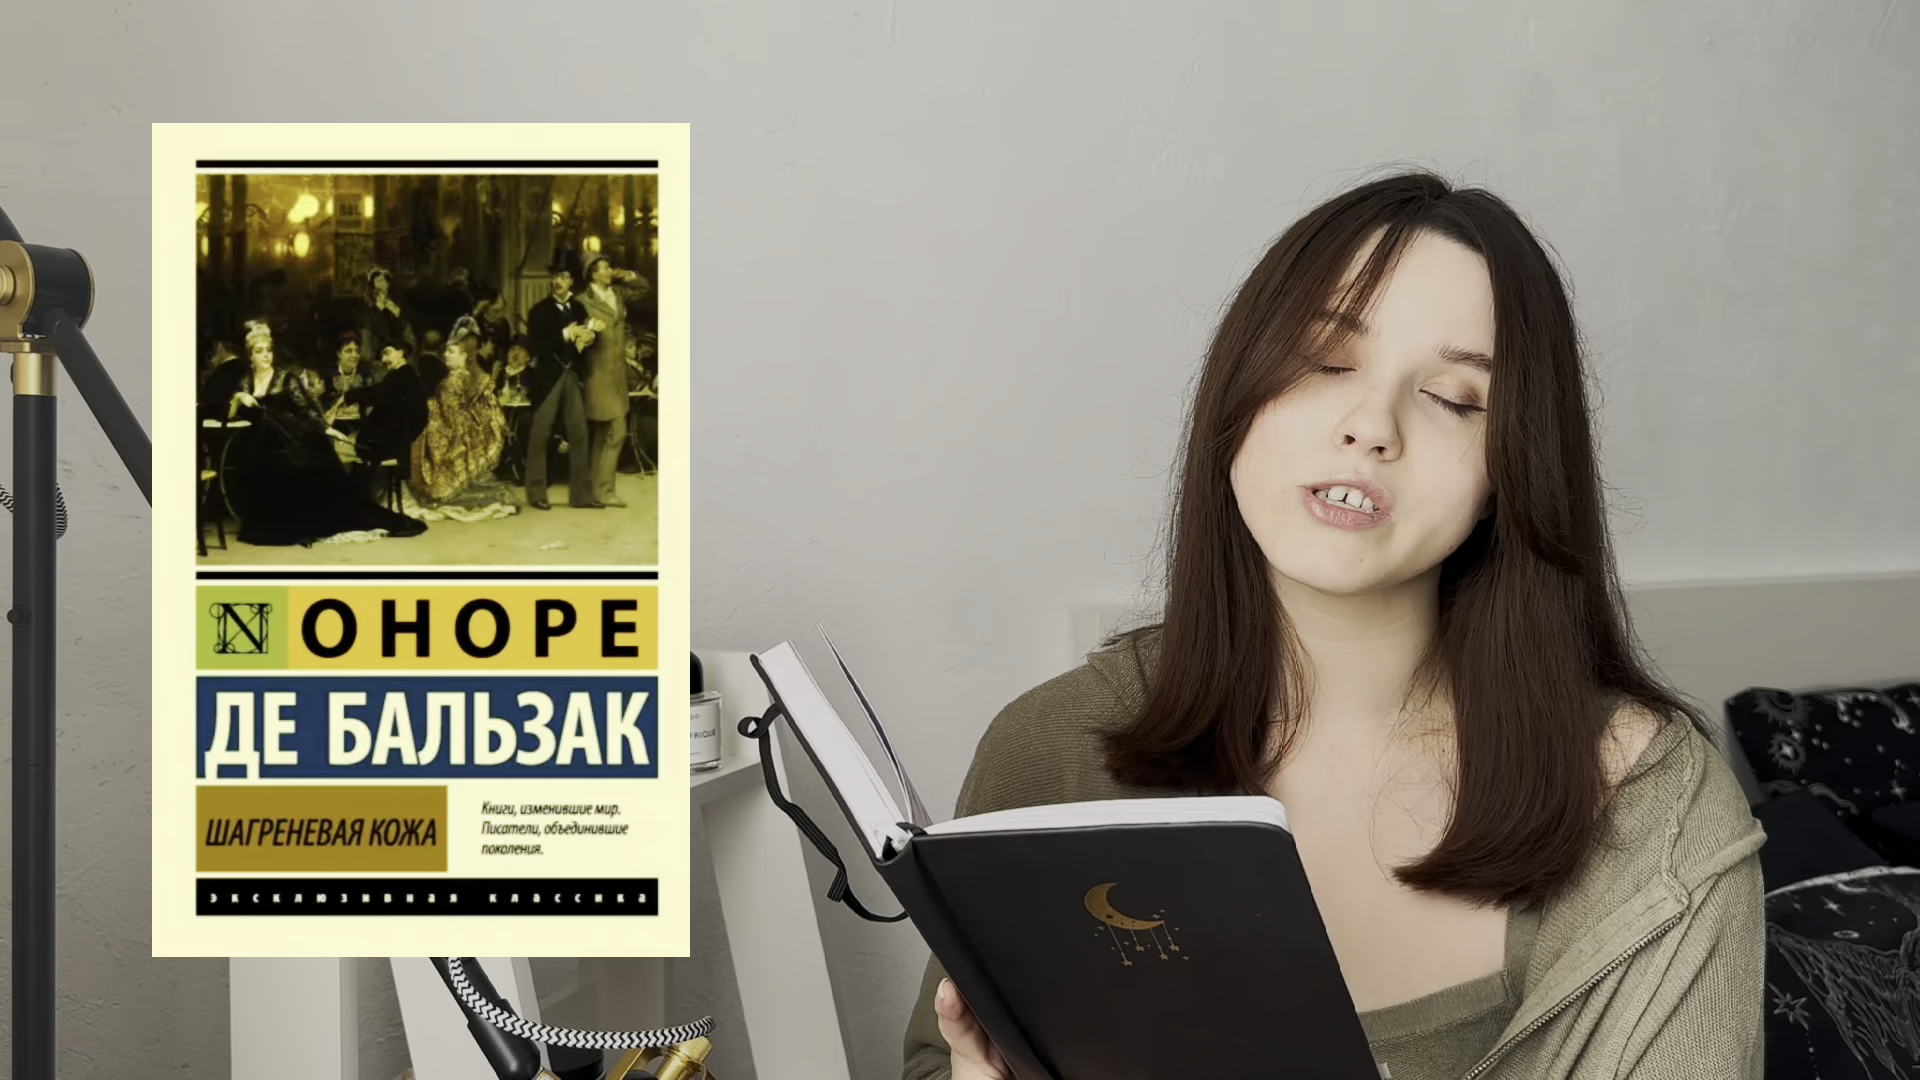 N ОНОРЕ
ДЕ БАЛЬЗАК
ШАГРЕНЕВАЯ КОЖА
Книги, изменившие мир.
Писатели, объединившие
поколения.
эксклюзивная классика